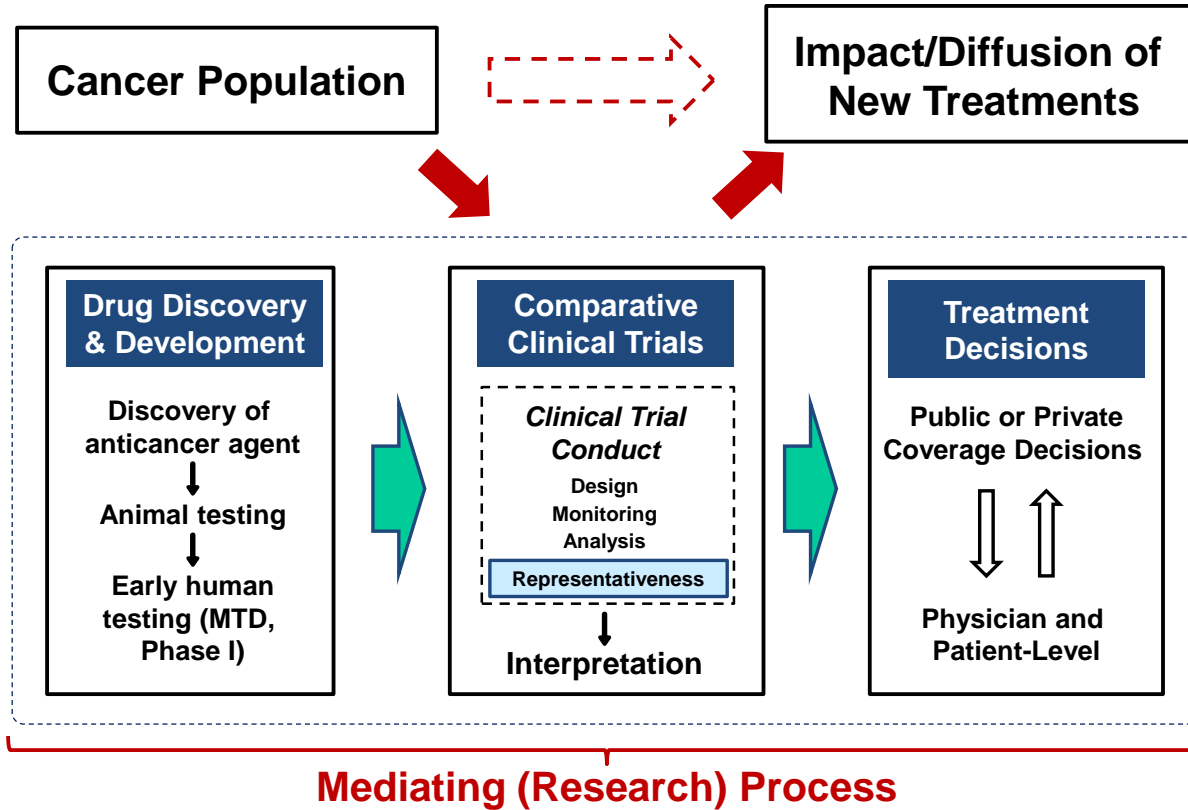 Cancer Population
Impact/Diffusion of
New Treatments
Drug Discovery
& Development
Discovery of
anticancer agent
Animal testing
Early human
testing (MTD,
Phase I)
Comparative
Clinical Trials
Clinical Trial
Conduct
Design
Monitoring
Analysis
Representativeness
Interpretation
Treatment
Decisions
Public or Private
Coverage Decisions
Physician and
Patient-Level
Mediating (Research) Process